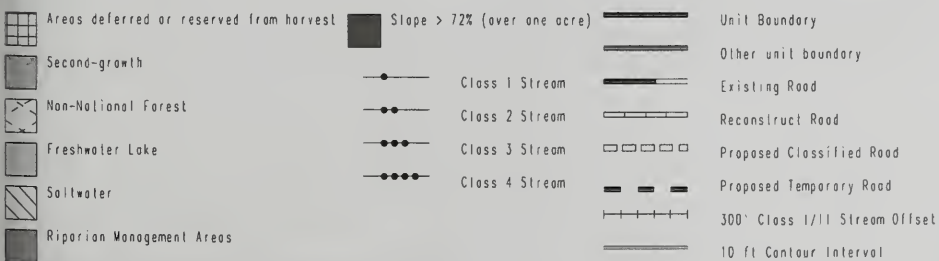 Areas deferred or reserved from harvest
Second-growth
Non-National Forest
Freshwater Lake
Saltwater
Riparian Management Areas
Slope > 72% (over one acre)
Class 1 Stream
Class 2 Stream
Class 3 Stream
Class 4 Stream
Unit Boundary
Other unit boundary
Existing Road
Reconstruct Road
Proposed Classified Road
Proposed Temporary Road
300' Class I/II Stream Offset
10 ft Contour Interval